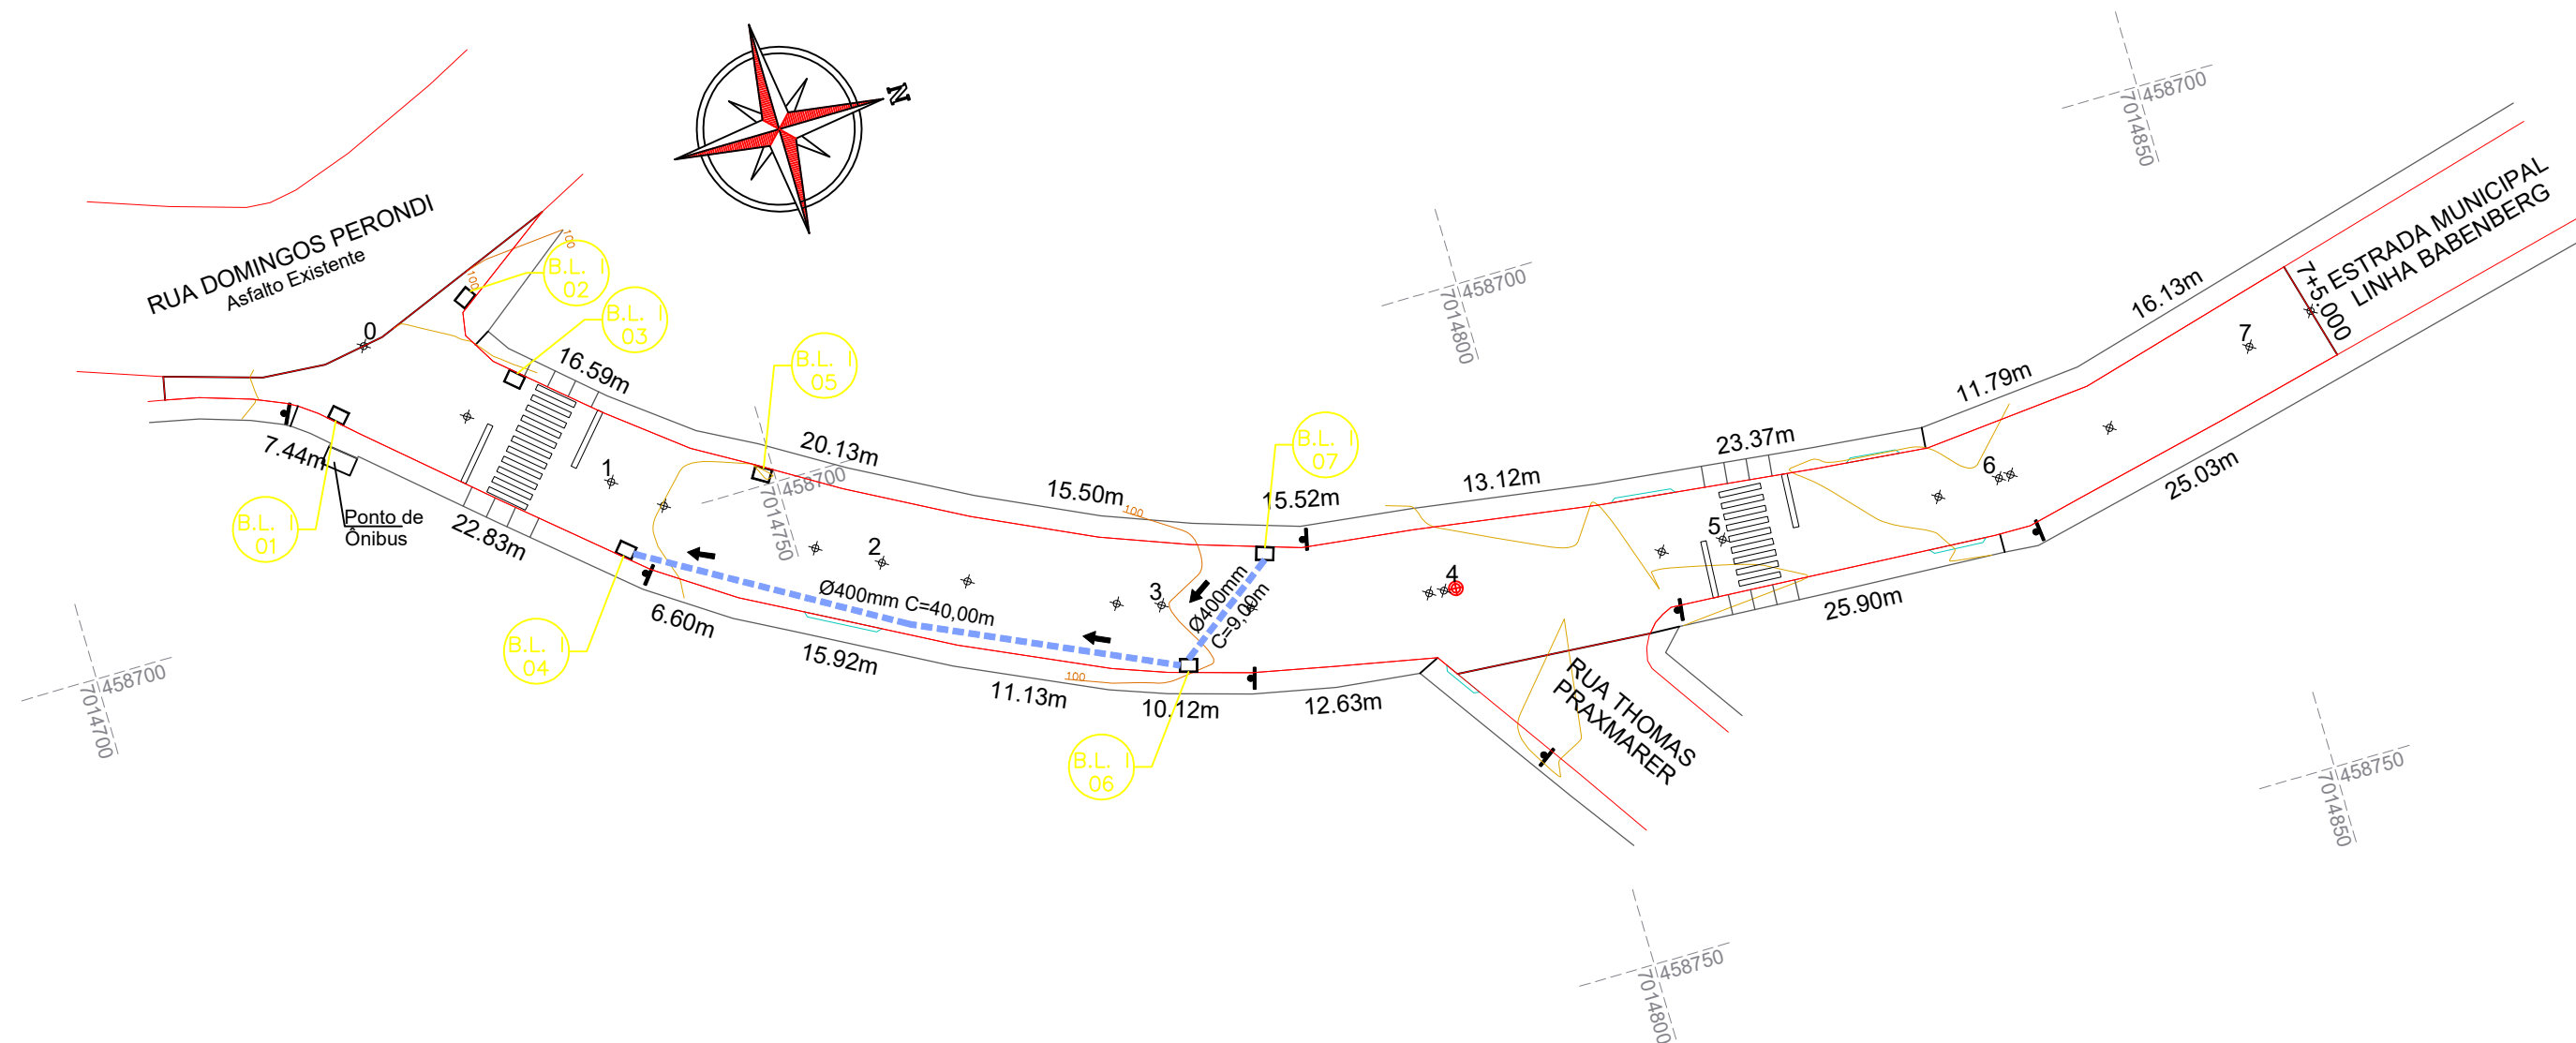 N
458700
7014850
ESTRADA MUNICIPAL
LINHA BABENBERG
7+5.000
7
16.13m
RUA DOMINGOS PERONDI
Asfalto Existente
0
100
100
B.L. I
02
B.L. I
03
16.59m
B.L. I
05
458700
7014800
11.79m
20.13m
458700
7014750
B.L. I
07
23.37m
7.44m
1
15.50m
100
15.52m
13.12m
6
25.03m
B.L. I
01
Ponto de
Ônibus
22.83m
2
5
3
4
Ø400mm C=40,00m
Ø400mm
C=9,00m
25.90m
6.60m
B.L. I
04
15.92m
100
11.13m
10.12m
12.63m
RUA THOMAS
PRAXMARER
458700
7014700
B.L. I
06
458750
7014850
458750
7014800